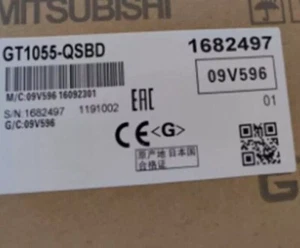 MITSUBISHI
GT1055-QSBD 1682497
09V596
M/C:09V596 16092301
S/N:1682497 1191002 01
G/C:09V596
EAC
CE<G>
原产地 日本国
合格证
G